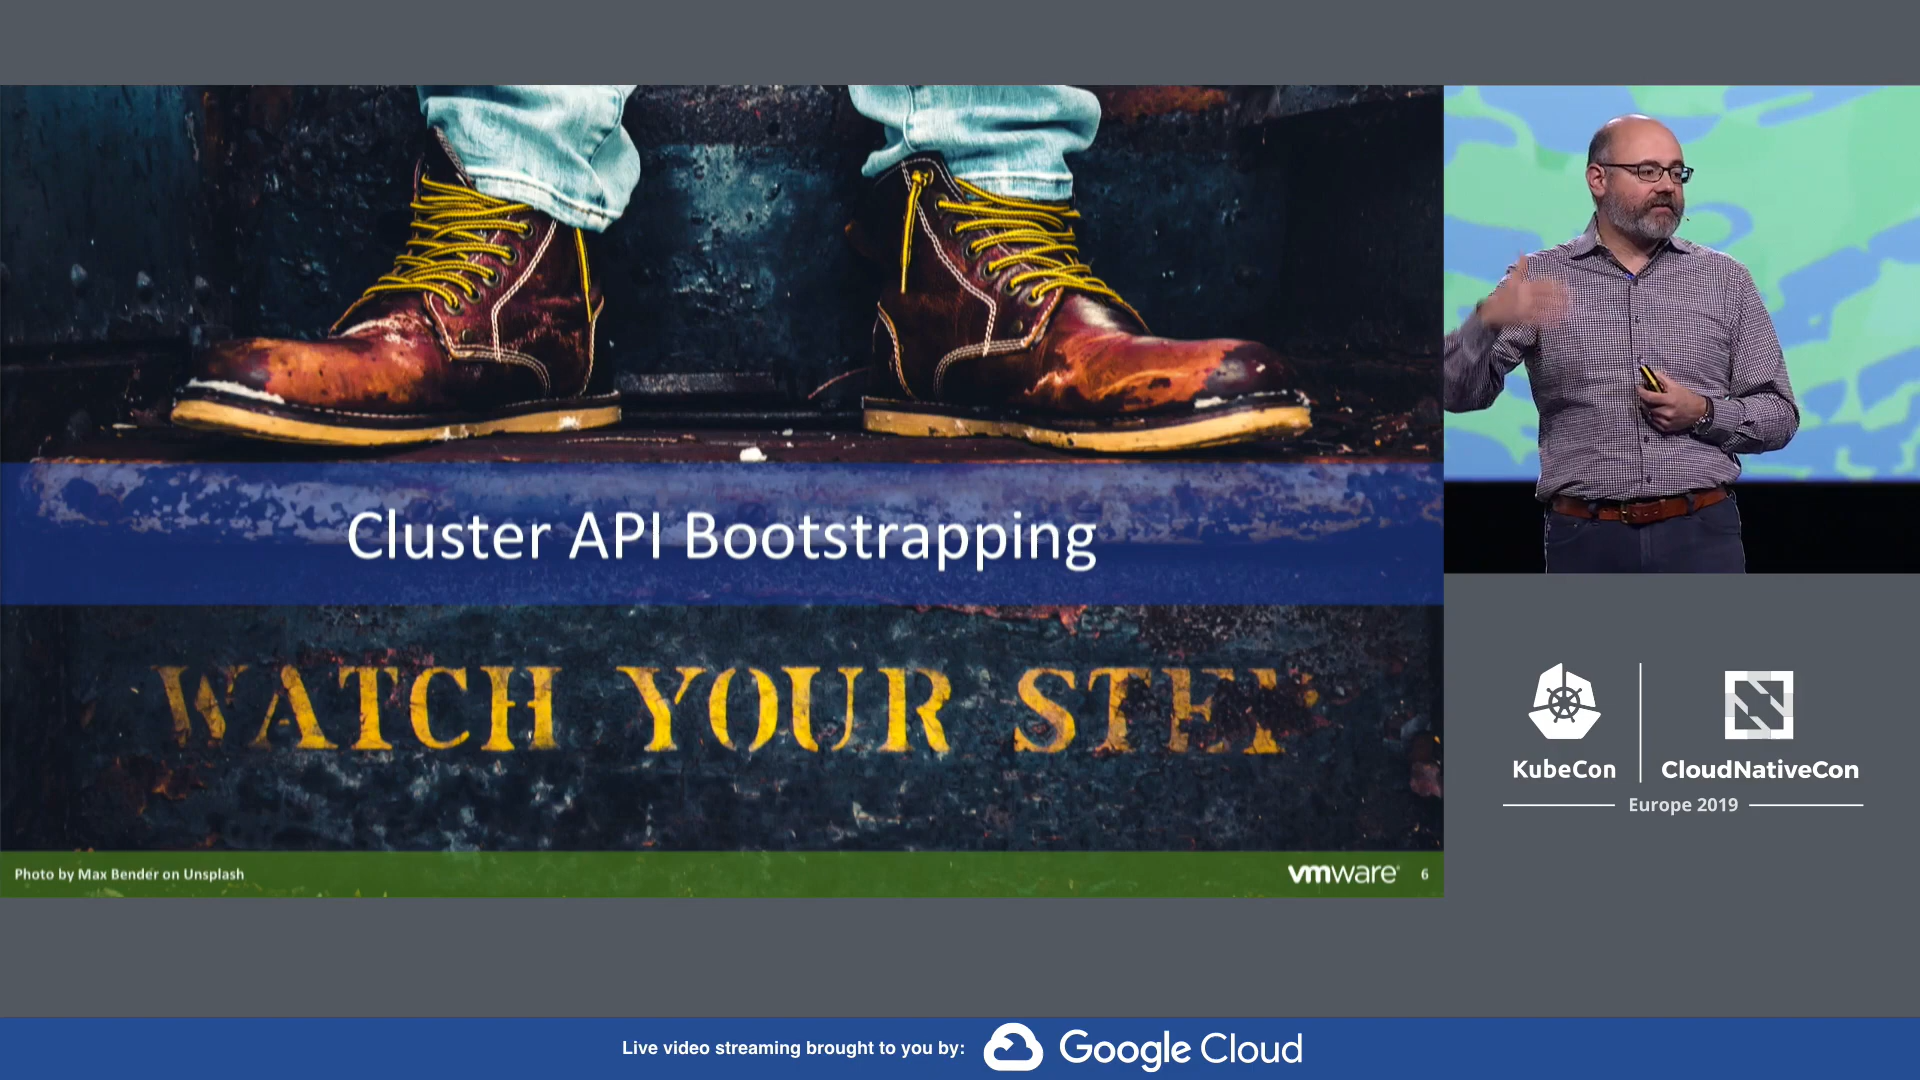 Cluster API Bootstrapping
WATCH YOUR STEP
Photo by Max Bender on Unsplash
vmware
6
KubeCon
CloudNativeCon
Europe 2019
Live video streaming brought to you by:
Google Cloud